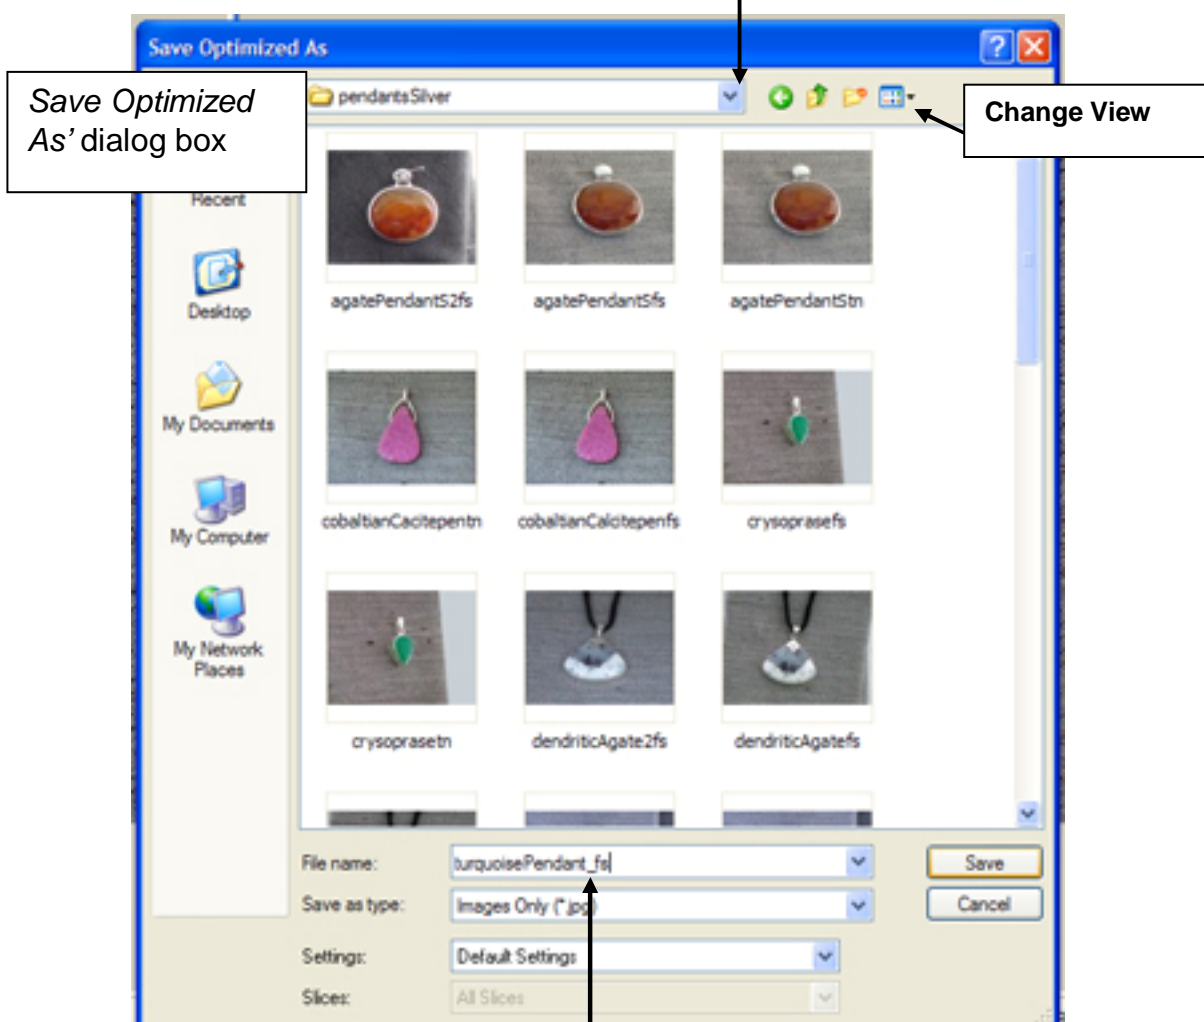 Save Optimized As
Save Optimized
As’ dialog box
pendantsSilver
Change View
Recent
Desktop
My Documents
My Computer
My Network
Places
agatePendantS2fs
agatePendantSfs
agatePendantStn
cobaltianCacitepentn
cobaltianCalcitepenfs
crysoprasefs
crysoprasetn
dendriticAgate2fs
dendriticAgatefs
File name:
turquoisePendant_fs
Save
Save as type:
Images Only (*.jpg)
Cancel
Settings:
Default Settings
Slices:
All Slices